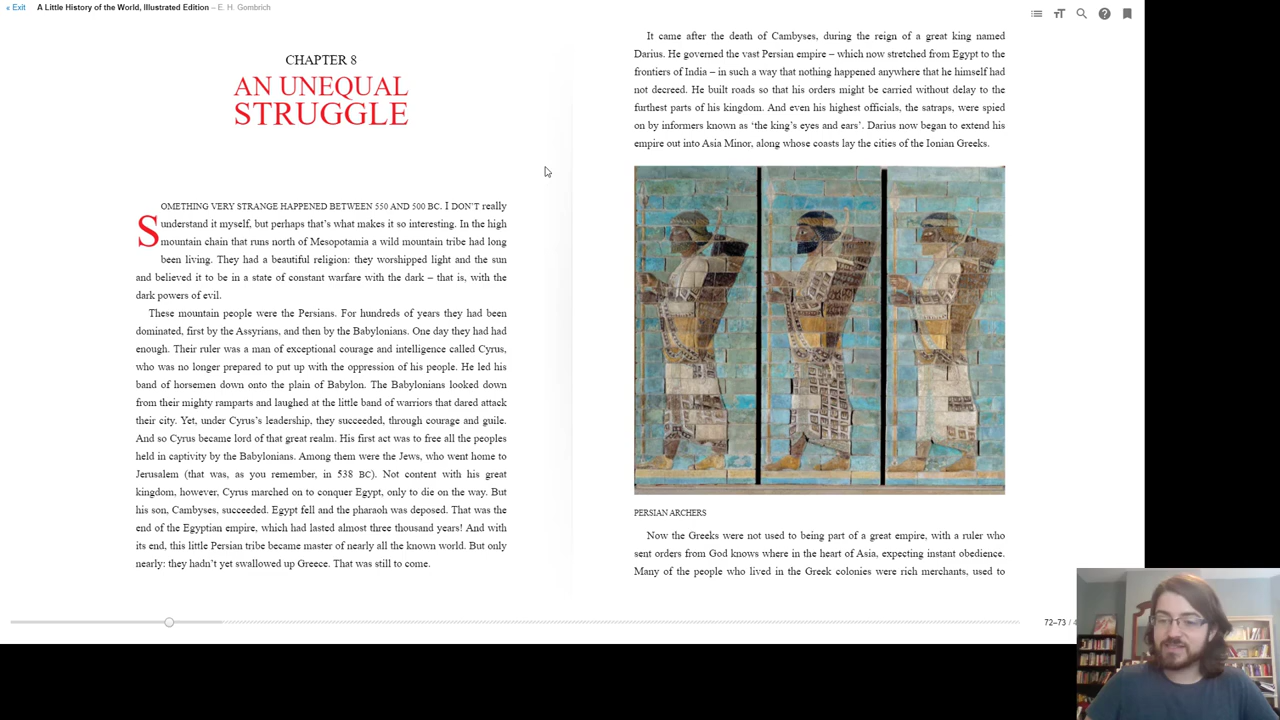 « Exit A Little History of the World, Illustrated Edition – E. H. Gombrich
CHAPTER 8
AN UNEQUAL
STRUGGLE
SOMETHING VERY STRANGE HAPPENED BETWEEN 550 AND 500 BC. I DON'T really
understand it myself, but perhaps that's what makes it so interesting. In the high
mountain chain that runs north of Mesopotamia a wild mountain tribe had long
been living. They had a beautiful religion: they worshipped light and the sun
and believed it to be in a state of constant warfare with the dark – that is, with the
dark powers of evil.
These mountain people were the Persians. For hundreds of years they had been
dominated, first by the Assyrians, and then by the Babylonians. One day they had had
enough. Their ruler was a man of exceptional courage and intelligence called Cyrus,
who was no longer prepared to put up with the oppression of his people. He led his
band of horsemen down onto the plain of Babylon. The Babylonians looked down
from their mighty ramparts and laughed at the little band of warriors that dared attack
their city. Yet, under Cyrus's leadership, they succeeded, through courage and guile.
And so Cyrus became lord of that great realm. His first act was to free all the peoples
held in captivity by the Babylonians. Among them were the Jews, who went home to
Jerusalem (that was, as you remember, in 538 BC). Not content with his great
kingdom, however, Cyrus marched on to conquer Egypt, only to die on the way. But
his son, Cambyses, succeeded. Egypt fell and the pharaoh was deposed. That was the
end of the Egyptian empire, which had lasted almost three thousand years! And with
its end, this little Persian tribe became master of nearly all the known world. But only
nearly: they hadn't yet swallowed up Greece. That was still to come.
It came after the death of Cambyses, during the reign of a great king named
Darius. He governed the vast Persian empire – which now stretched from Egypt to the
frontiers of India – in such a way that nothing happened anywhere that he himself had
not decreed. He built roads so that his orders might be carried without delay to the
furthest parts of his kingdom. And even his highest officials, the satraps, were spied
on by informers known as 'the king's eyes and ears'. Darius now began to extend his
empire out into Asia Minor, along whose coasts lay the cities of the Ionian Greeks.
PERSIAN ARCHERS
Now the Greeks were not used to being part of a great empire, with a ruler who
sent orders from God knows where in the heart of Asia, expecting instant obedience.
Many of the people who lived in the Greek colonies were rich merchants, used to
72–73 /